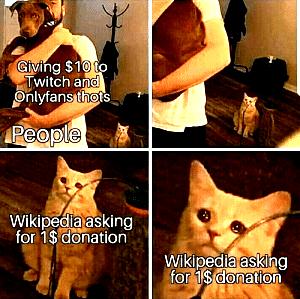 Giving $10 to
Twitch and
Onlyfans thots
People
Wikipedia asking
for 1$ donation
Wikipedia asking
for 1$ donation